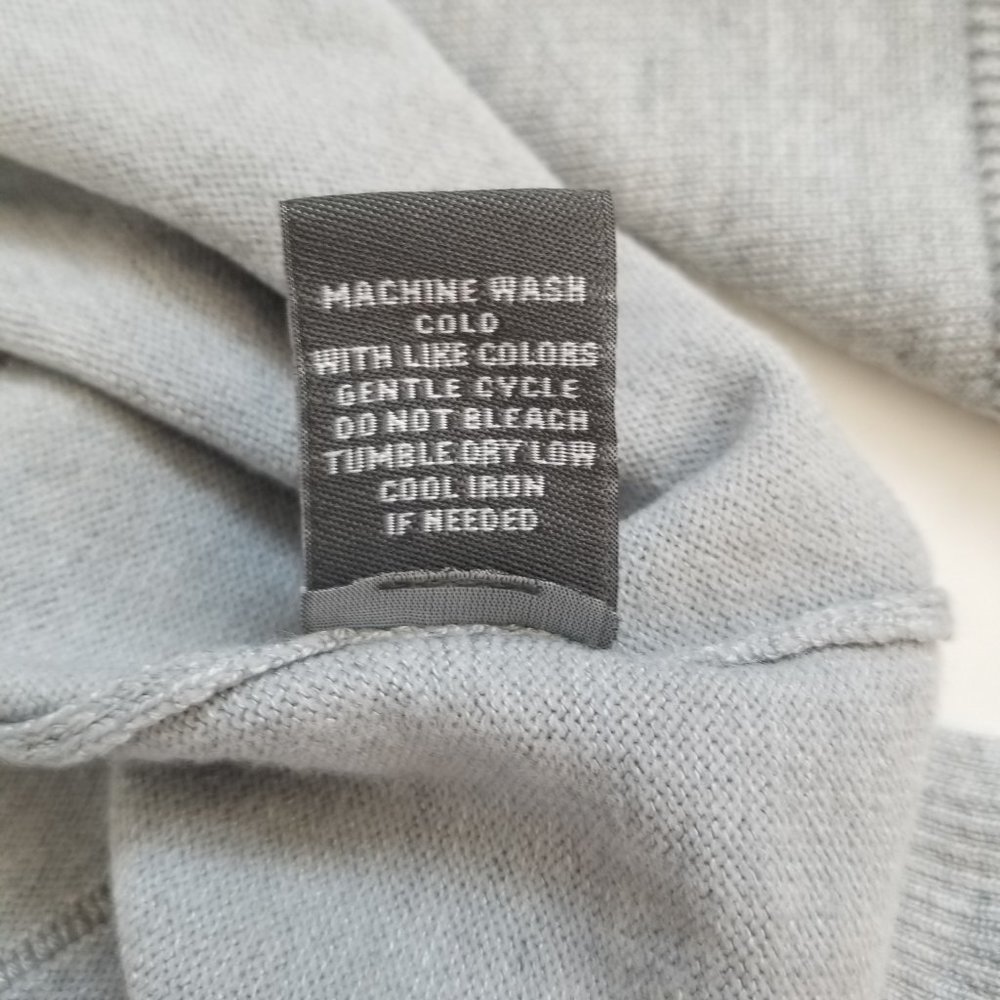 MACHINE WASH
COLD
WITH LIKE COLORS
GENTLE CYCLE
DO NOT BLEACH
TUMBLE DRY LOW
COOL IRON
IF NEEDED